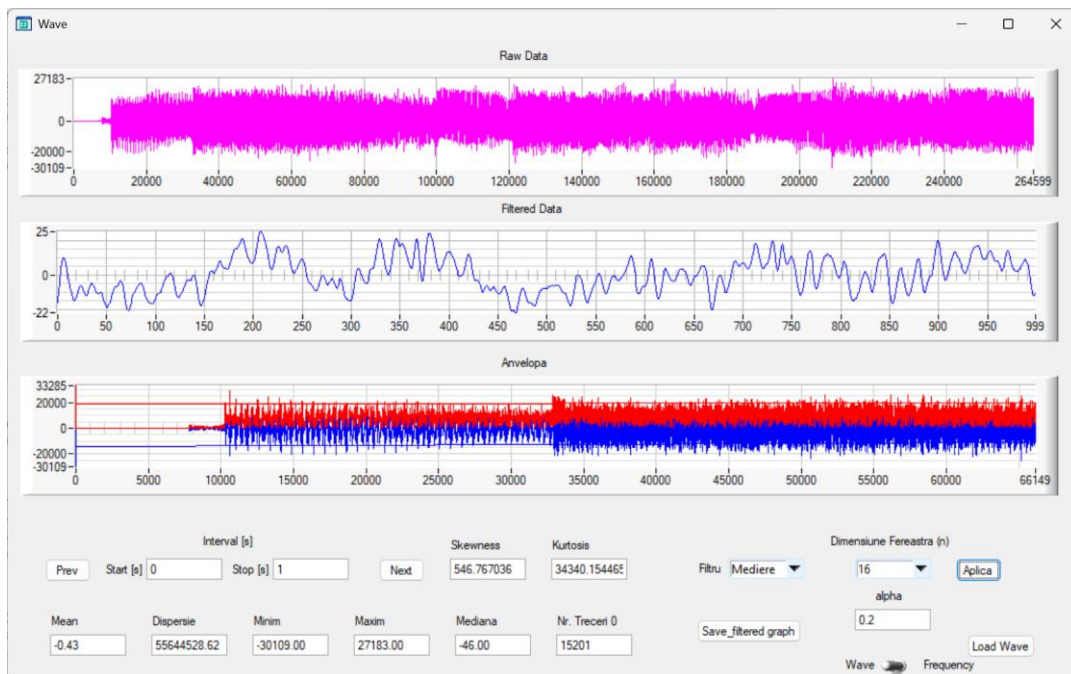 Wave
Raw Data
27183
0
-20000
-30109
0 20000 40000 60000 80000 100000 120000 140000 160000 180000 200000 220000 240000 264599
Filtered Data
25
0
-22
0 50 100 150 200 250 300 350 400 450 500 550 600 650 700 750 800 850 900 950 999
Anvelopa
33285
20000
0
-20000
-30109
0 5000 10000 15000 20000 25000 30000 35000 40000 45000 50000 55000 60000 66149
Interval [s] Skewness Kurtosis Dimensiune Fereastra (n)
Prev Start [s] 0 Stop [s] 1 Next 546.767036 34340.154465 Filtru Mediere 16 Aplica
alpha
0.2
Mean Dispersie Minim Maxim Mediana Nr. Treceri 0
-0.43 55644528.62 -30109.00 27183.00 -46.00 15201 Save_filtered graph
Load Wave
Wave Frequency